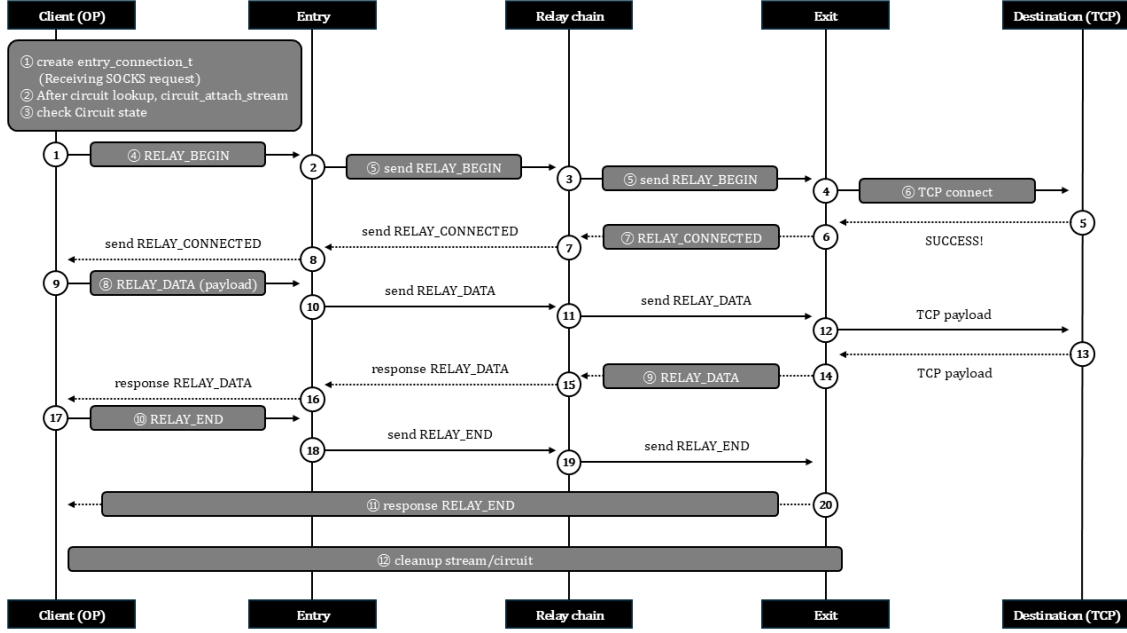 Client (OP)
Entry
Relay chain
Exit
Destination (TCP)
① create entry_connection_t
(Receiving SOCKS request)
② After circuit lookup, circuit_attach_stream
③ check Circuit state
1
④ RELAY_BEGIN
2
⑤ send RELAY_BEGIN
3
⑤ send RELAY_BEGIN
4
⑥ TCP connect
5
SUCCESS!
6
⑦ RELAY_CONNECTED
7
send RELAY_CONNECTED
8
send RELAY_CONNECTED
9
⑧ RELAY_DATA (payload)
10
send RELAY_DATA
11
send RELAY_DATA
12
TCP payload
13
TCP payload
14
⑨ RELAY_DATA
15
response RELAY_DATA
16
response RELAY_DATA
17
⑩ RELAY_END
18
send RELAY_END
19
send RELAY_END
20
⑪ response RELAY_END
⑫ cleanup stream/circuit
Client (OP)
Entry
Relay chain
Exit
Destination (TCP)